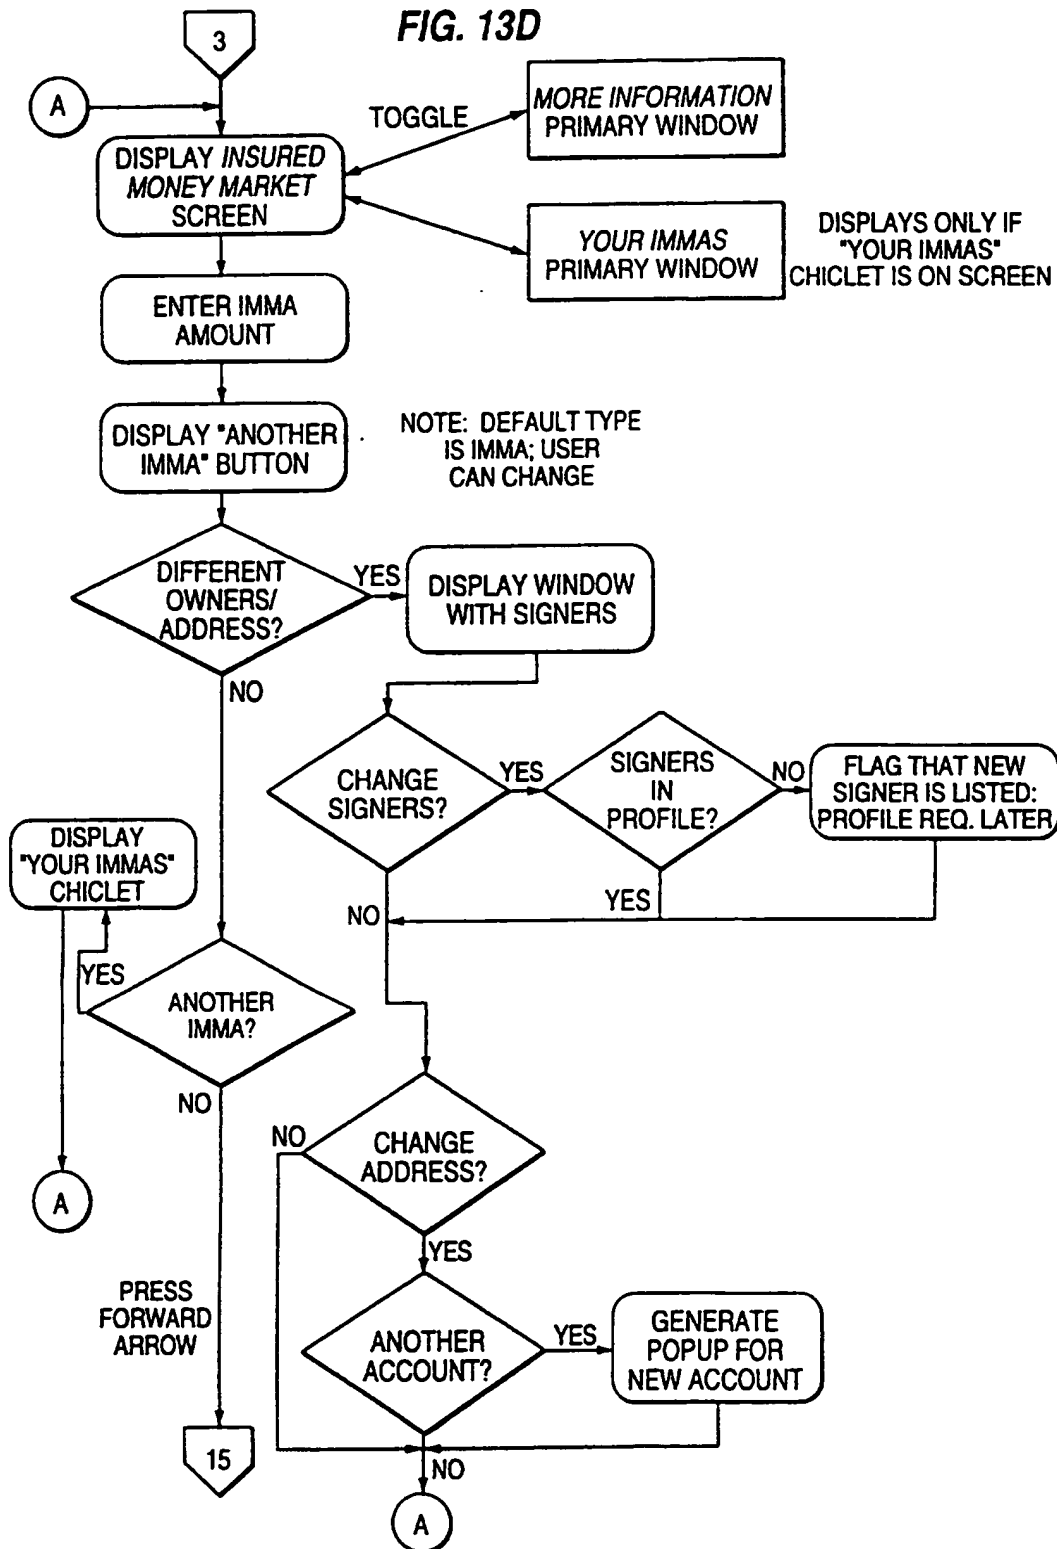 FIG. 13D
3
A
TOGGLE
MORE INFORMATION
PRIMARY WINDOW
DISPLAY INSURED
MONEY MARKET
SCREEN
YOUR IMMAS
PRIMARY WINDOW
DISPLAYS ONLY IF
"YOUR IMMAS"
CHICLET IS ON SCREEN
ENTER IMMA
AMOUNT
DISPLAY "ANOTHER
IMMA" BUTTON
NOTE: DEFAULT TYPE
IS IMMA; USER
CAN CHANGE
DIFFERENT
OWNERS/
ADDRESS?
YES
DISPLAY WINDOW
WITH SIGNERS
NO
CHANGE
SIGNERS?
YES
SIGNERS
IN
PROFILE?
NO
FLAG THAT NEW
SIGNER IS LISTED:
PROFILE REQ. LATER
DISPLAY
"YOUR IMMAS"
CHICLET
NO
YES
YES
ANOTHER
IMMA?
NO
NO
CHANGE
ADDRESS?
A
YES
PRESS
FORWARD
ARROW
ANOTHER
ACCOUNT?
YES
GENERATE
POPUP FOR
NEW ACCOUNT
15
NO
A